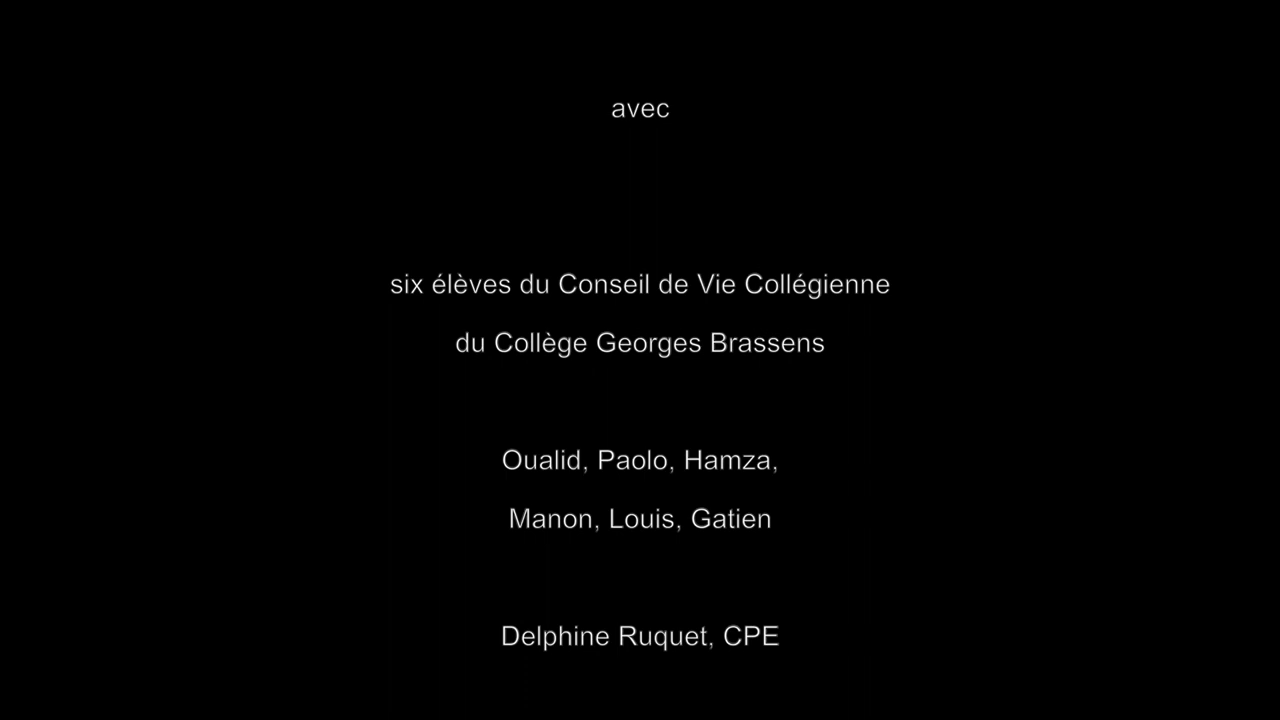 avec
six élèves du Conseil de Vie Collégienne
du Collège Georges Brassens
Oualid, Paolo, Hamza,
Manon, Louis, Gatien
Delphine Ruquet, CPE